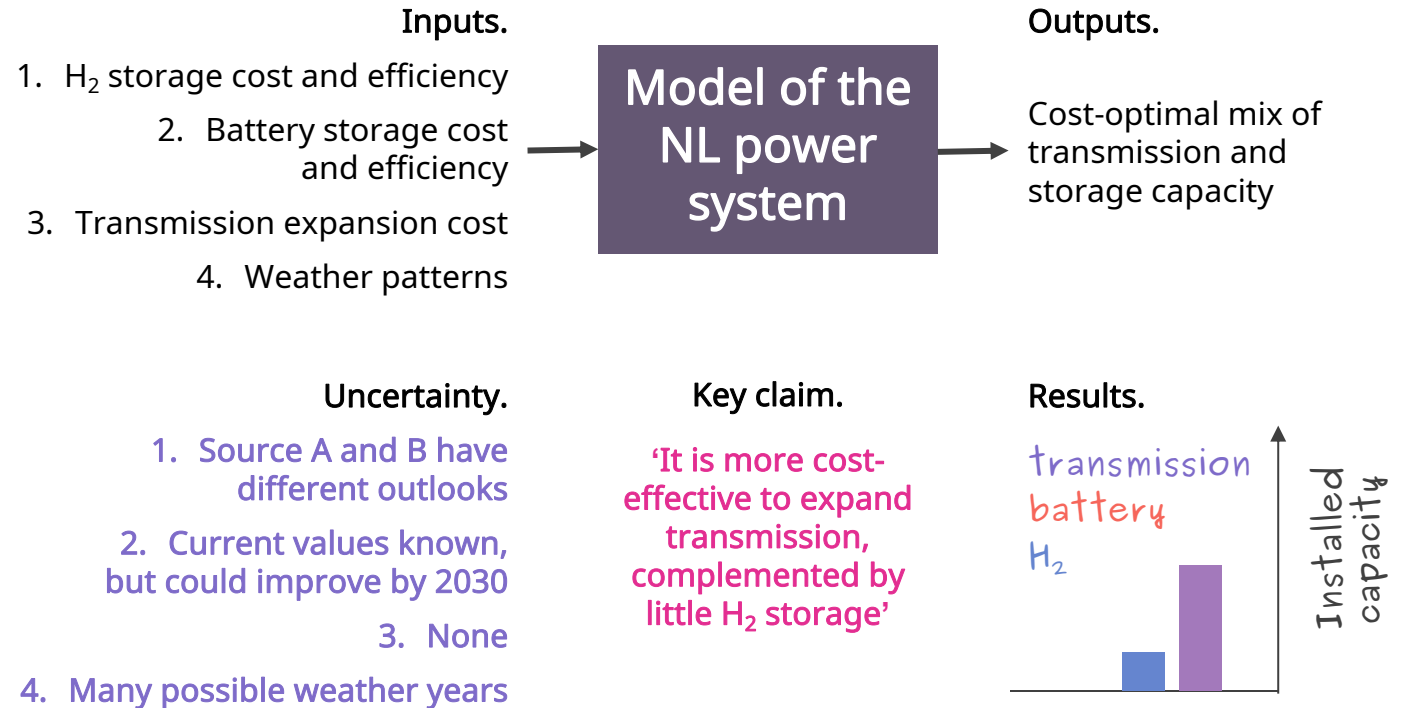 Inputs.
1. H₂ storage cost and efficiency
2. Battery storage cost
and efficiency
3. Transmission expansion cost
4. Weather patterns
Model of the
NL power
system
Outputs.
Cost-optimal mix of
transmission and
storage capacity
Uncertainty.
1. Source A and B have
different outlooks
2. Current values known,
but could improve by 2030
3. None
4. Many possible weather years
Key claim.
‘It is more cost-
effective to expand
transmission,
complemented by
little H₂ storage’
Results.
transmission
battery
H₂
Installed
capacity